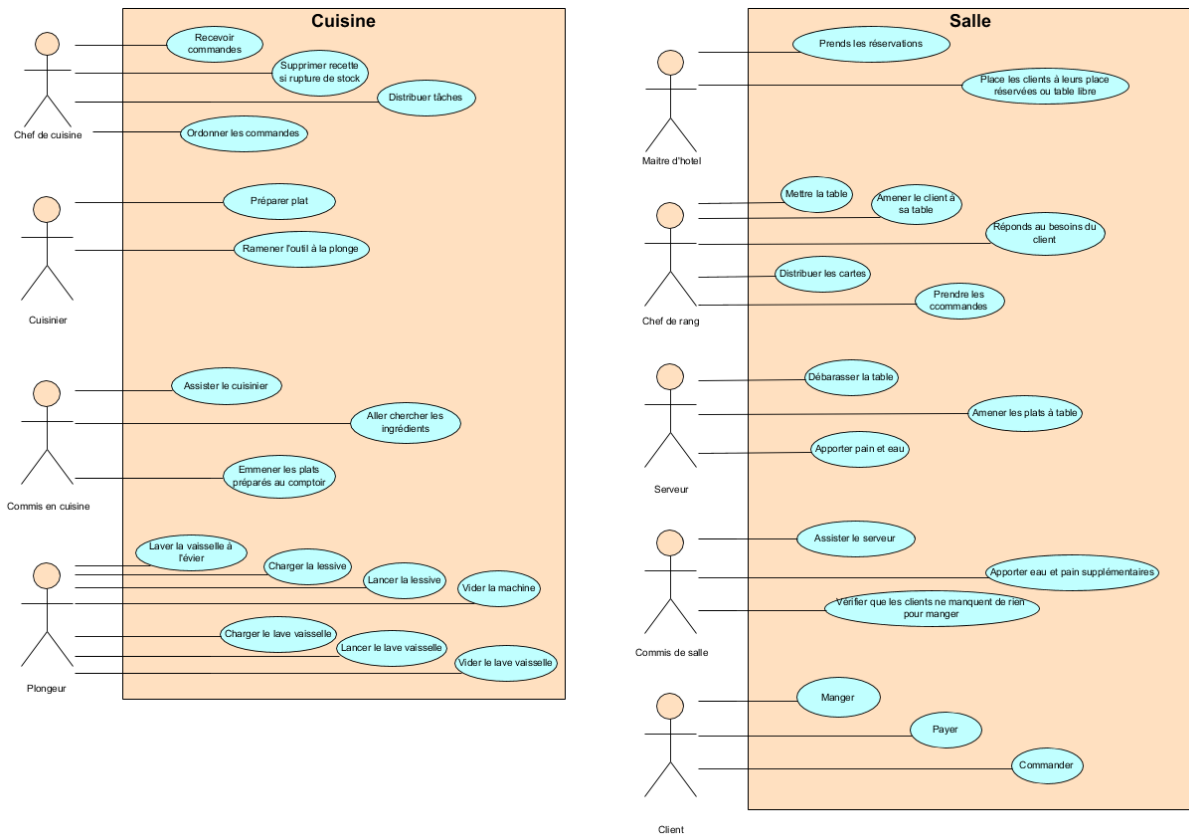 Cuisine
Recevoir
commandes
Supprimer recette
si rupture de stock
Distribuer tâches
Chef de cuisine
Ordonner les commandes
Préparer plat
Ramener l'outil à la plonge
Cuisinier
Assister le cuisinier
Aller chercher les
ingrédients
Emmener les plats
préparés au comptoir
Commis en cuisine
Laver la vaisselle à
l'évier
Charger la lessive
Lancer la lessive
Vider la machine
Charger le lave vaisselle
Lancer le lave vaisselle
Vider le lave vaisselle
Plongeur
Salle
Prends les réservations
Place les clients à leurs place
réservées ou table libre
Maitre d'hotel
Mettre la table
Amener le client à
sa table
Réponds au besoins du
client
Distribuer les cartes
Prendre les
ccommandes
Chef de rang
Débarasser la table
Amener les plats à table
Apporter pain et eau
Serveur
Assister le serveur
Apporter eau et pain supplémentaires
Vérifier que les clients ne manquent de rien
pour manger
Commis de salle
Manger
Payer
Commander
Client